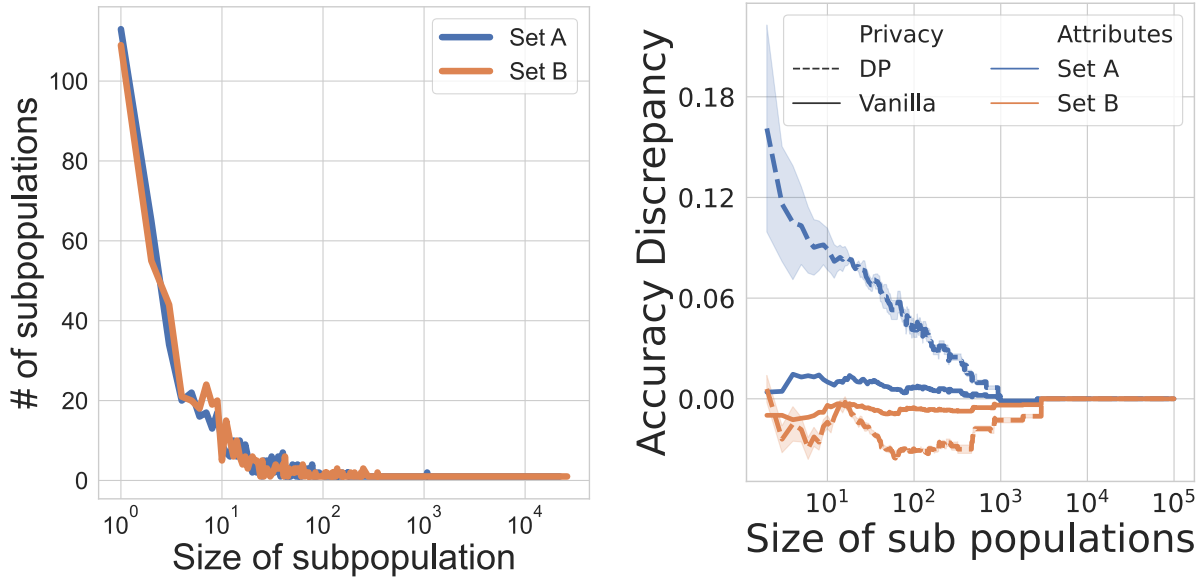 # of subpopulations
100
80
60
40
20
0
Set A
Set B
10^0
10^1
10^2
10^3
10^4
Size of subpopulation
Accuracy Discrepancy
0.18
0.12
0.06
0.00
Privacy
DP
Vanilla
Attributes
Set A
Set B
10^1
10^2
10^3
10^4
10^5
Size of sub populations